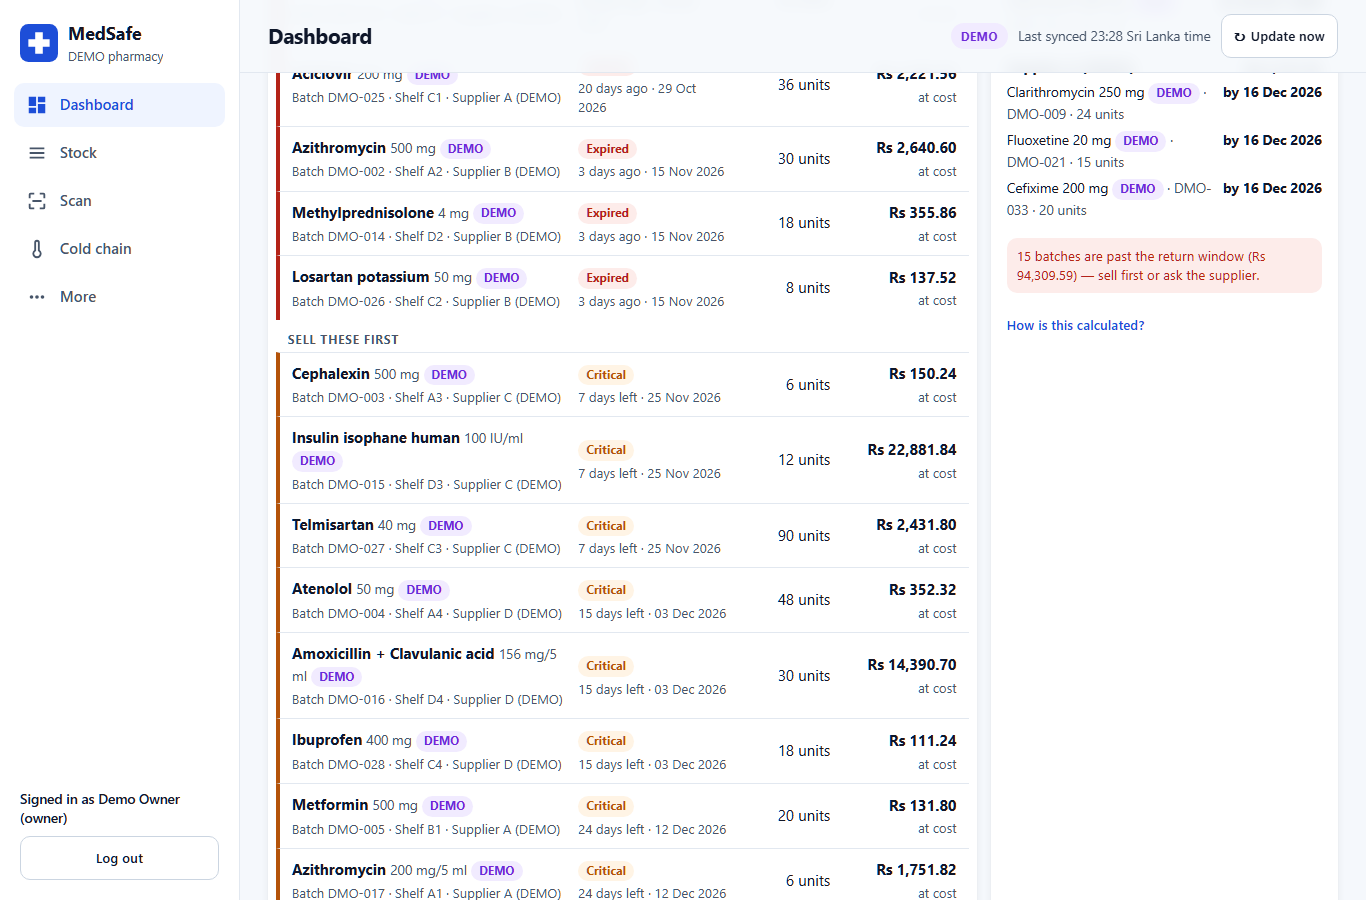 MedSafe
DEMO pharmacy
Dashboard
Stock
Scan
Cold chain
More
Signed in as Demo Owner
(owner)
Log out
Dashboard
DEMO
Last synced 23:28 Sri Lanka time
↻ Update now
Aciclovir 200 mg DEMO
Batch DMO-025 · Shelf C1 · Supplier A (DEMO)
20 days ago · 29 Oct
2026
36 units
Rs 2,221.56
at cost
Azithromycin 500 mg DEMO
Batch DMO-002 · Shelf A2 · Supplier B (DEMO)
Expired
3 days ago · 15 Nov 2026
30 units
Rs 2,640.60
at cost
Methylprednisolone 4 mg DEMO
Batch DMO-014 · Shelf D2 · Supplier B (DEMO)
Expired
3 days ago · 15 Nov 2026
18 units
Rs 355.86
at cost
Losartan potassium 50 mg DEMO
Batch DMO-026 · Shelf C2 · Supplier B (DEMO)
Expired
3 days ago · 15 Nov 2026
8 units
Rs 137.52
at cost
SELL THESE FIRST
Cephalexin 500 mg DEMO
Batch DMO-003 · Shelf A3 · Supplier C (DEMO)
Critical
7 days left · 25 Nov 2026
6 units
Rs 150.24
at cost
Insulin isophane human 100 IU/ml
DEMO
Batch DMO-015 · Shelf D3 · Supplier C (DEMO)
Critical
7 days left · 25 Nov 2026
12 units
Rs 22,881.84
at cost
Telmisartan 40 mg DEMO
Batch DMO-027 · Shelf C3 · Supplier C (DEMO)
Critical
7 days left · 25 Nov 2026
90 units
Rs 2,431.80
at cost
Atenolol 50 mg DEMO
Batch DMO-004 · Shelf A4 · Supplier D (DEMO)
Critical
15 days left · 03 Dec 2026
48 units
Rs 352.32
at cost
Amoxicillin + Clavulanic acid 156 mg/5
ml DEMO
Batch DMO-016 · Shelf D4 · Supplier D (DEMO)
Critical
15 days left · 03 Dec 2026
30 units
Rs 14,390.70
at cost
Ibuprofen 400 mg DEMO
Batch DMO-028 · Shelf C4 · Supplier D (DEMO)
Critical
15 days left · 03 Dec 2026
18 units
Rs 111.24
at cost
Metformin 500 mg DEMO
Batch DMO-005 · Shelf B1 · Supplier A (DEMO)
Critical
24 days left · 12 Dec 2026
20 units
Rs 131.80
at cost
Azithromycin 200 mg/5 ml DEMO
Batch DMO-017 · Shelf A1 · Supplier A (DEMO)
Critical
24 days left · 12 Dec 2026
6 units
Rs 1,751.82
at cost
Clarithromycin 250 mg DEMO ·
DMO-009 · 24 units
by 16 Dec 2026
Fluoxetine 20 mg DEMO ·
DMO-021 · 15 units
by 16 Dec 2026
Cefixime 200 mg DEMO · DMO-
033 · 20 units
by 16 Dec 2026
15 batches are past the return window (Rs
94,309.59) — sell first or ask the supplier.
How is this calculated?